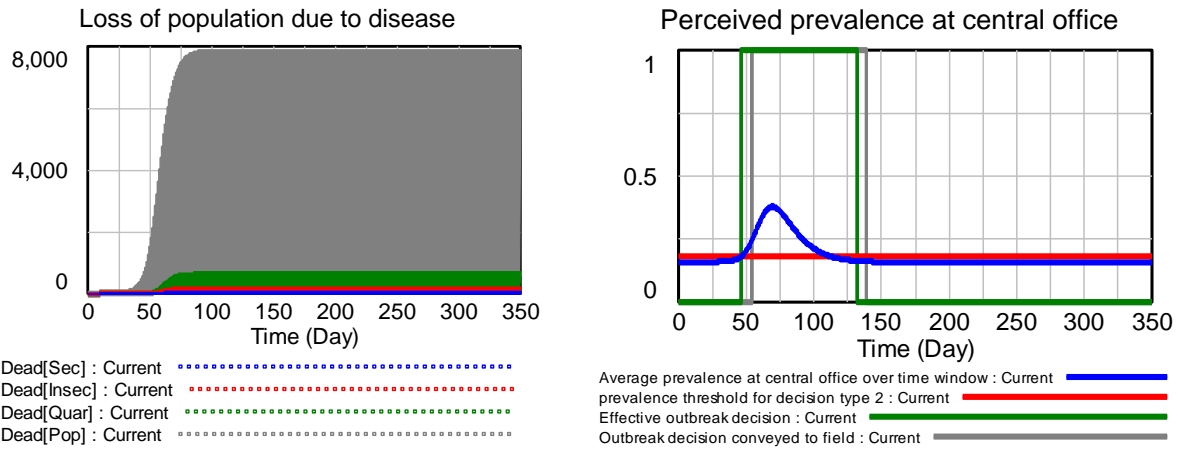 Loss of population due to disease
8,000
4,000
0
0 50 100 150 200 250 300 350
Time (Day)
Dead[Sec] : Current
Dead[Insec] : Current
Dead[Quar] : Current
Dead[Pop] : Current
Perceived prevalence at central office
1
0.5
0
0 50 100 150 200 250 300 350
Time (Day)
Average prevalence at central office over time window : Current
prevalence threshold for decision type 2 : Current
Effective outbreak decision : Current
Outbreak decision conveyed to field : Current